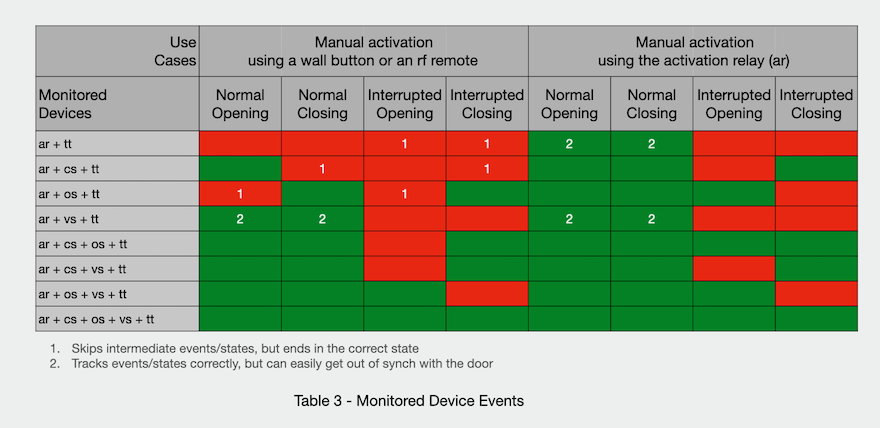 Use Cases
Manual activation
using a wall button or an rf remote
Manual activation
using the activation relay (ar)
Monitored Devices
Normal Opening
Normal Closing
Interrupted Opening
Interrupted Closing
Normal Opening
Normal Closing
Interrupted Opening
Interrupted Closing
ar + tt 1 1 2 2
ar + cs + tt 1 1
ar + os + tt 1 1
ar + vs + tt 2 2 2 2
ar + cs + os + tt
ar + cs + vs + tt
ar + os + vs + tt
ar + cs + os + vs + tt
1. Skips intermediate events/states, but ends in the correct state
2. Tracks events/states correctly, but can easily get out of synch with the door
Table 3 - Monitored Device Events